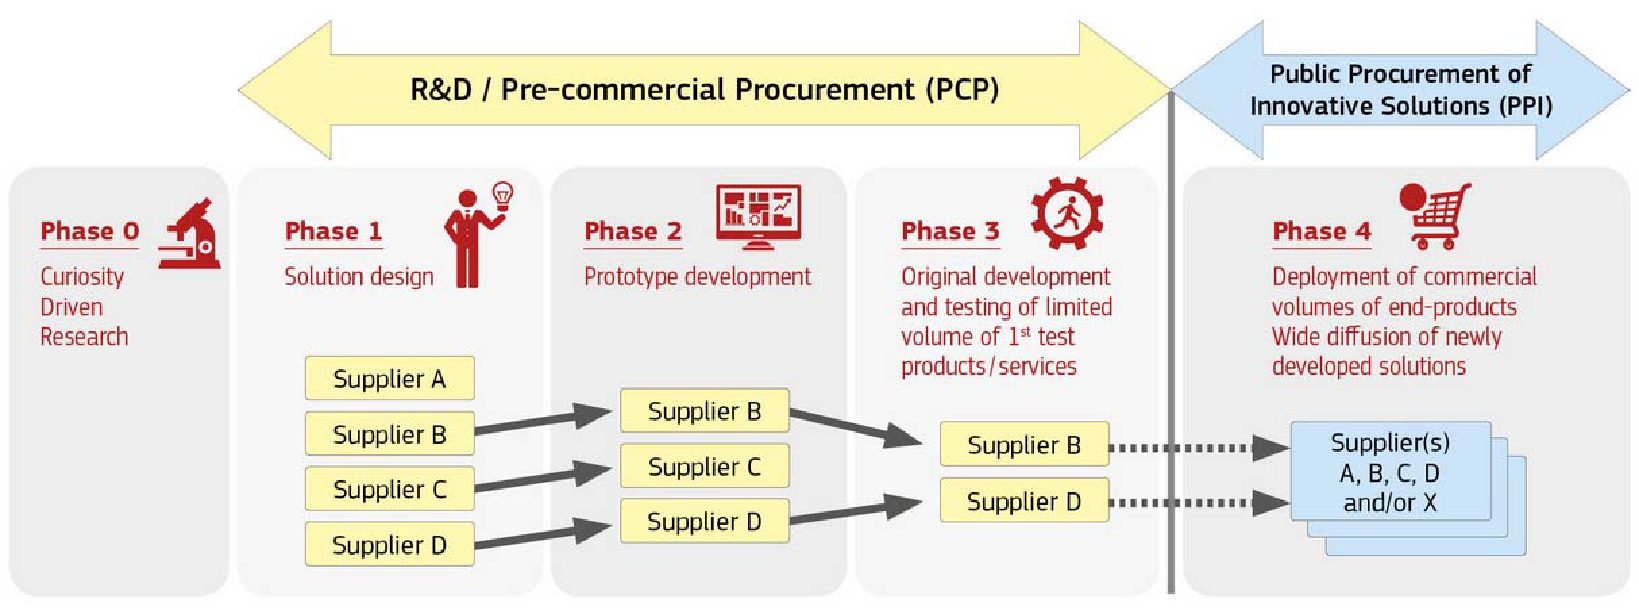 R&D / Pre-commercial Procurement (PCP)
Public Procurement of
Innovative Solutions (PPI)
Phase 0
Curiosity
Driven
Research
Phase 1
Solution design
Supplier A
Supplier B
Supplier C
Supplier D
Phase 2
Prototype development
Supplier B
Supplier C
Supplier D
Phase 3
Original development
and testing of limited
volume of 1st test
products/services
Supplier B
Supplier D
Phase 4
Deployment of commercial
volumes of end-products
Wide diffusion of newly
developed solutions
Supplier(s)
A, B, C, D
and/or X